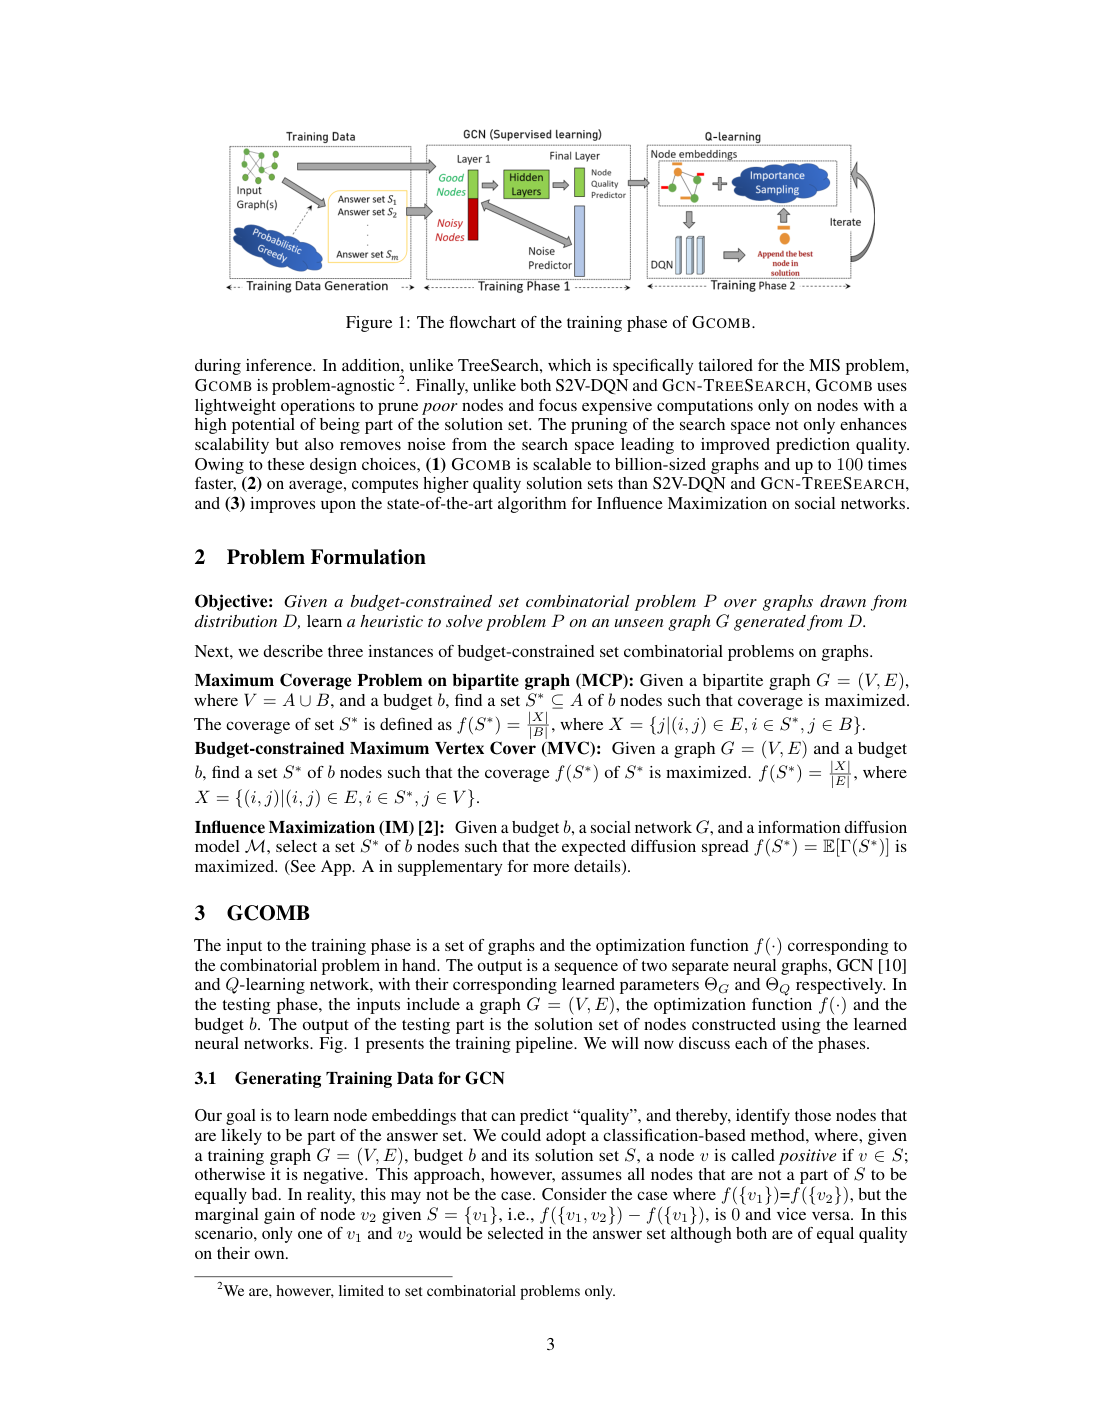 Training Data
GCN (Supervised learning)
Q-learning
Input
Graph(s)
Probabilistic
Greedy
Answer set S₁
Answer set S₂
.
.
.
Answer set Sₘ
Layer 1
Good
Nodes
Noisy
Nodes
Hidden
Layers
Final Layer
Node
Quality
Predictor
Noise
Predictor
Node embeddings
+
Importance
Sampling
DQN
Append the best
node in
solution
Iterate
Training Data Generation
Training Phase 1
Training Phase 2
Figure 1: The flowchart of the training phase of GCOMB.
during inference. In addition, unlike TreeSearch, which is specifically tailored for the MIS problem,
GCOMB is problem-agnostic ². Finally, unlike both S2V-DQN and GCN-TREESEARCH, GCOMB uses
lightweight operations to prune poor nodes and focus expensive computations only on nodes with a
high potential of being part of the solution set. The pruning of the search space not only enhances
scalability but also removes noise from the search space leading to improved prediction quality.
Owing to these design choices, (1) GCOMB is scalable to billion-sized graphs and up to 100 times
faster, (2) on average, computes higher quality solution sets than S2V-DQN and GCN-TREESEARCH,
and (3) improves upon the state-of-the-art algorithm for Influence Maximization on social networks.
2 Problem Formulation
Objective: Given a budget-constrained set combinatorial problem P over graphs drawn from
distribution D, learn a heuristic to solve problem P on an unseen graph G generated from D.
Next, we describe three instances of budget-constrained set combinatorial problems on graphs.
Maximum Coverage Problem on bipartite graph (MCP): Given a bipartite graph G = (V, E),
where V = A ∪ B, and a budget b, find a set S* ⊆ A of b nodes such that coverage is maximized.
The coverage of set S* is defined as f(S*) = |X|/|B|, where X = {j|(i, j) ∈ E, i ∈ S*, j ∈ B}.
Budget-constrained Maximum Vertex Cover (MVC): Given a graph G = (V, E) and a budget
b, find a set S* of b nodes such that the coverage f(S*) of S* is maximized. f(S*) = |X|/|E|, where
X = {(i, j)|(i, j) ∈ E, i ∈ S*, j ∈ V}.
Influence Maximization (IM) [2]: Given a budget b, a social network G, and a information diffusion
model M, select a set S* of b nodes such that the expected diffusion spread f(S*) = 𝔼[Γ(S*)] is
maximized. (See App. A in supplementary for more details).
3 GCOMB
The input to the training phase is a set of graphs and the optimization function f(·) corresponding to
the combinatorial problem in hand. The output is a sequence of two separate neural graphs, GCN [10]
and Q-learning network, with their corresponding learned parameters Θ_G and Θ_Q respectively. In
the testing phase, the inputs include a graph G = (V, E), the optimization function f(·) and the
budget b. The output of the testing part is the solution set of nodes constructed using the learned
neural networks. Fig. 1 presents the training pipeline. We will now discuss each of the phases.
3.1 Generating Training Data for GCN
Our goal is to learn node embeddings that can predict “quality”, and thereby, identify those nodes that
are likely to be part of the answer set. We could adopt a classification-based method, where, given
a training graph G = (V, E), budget b and its solution set S, a node v is called positive if v ∈ S;
otherwise it is negative. This approach, however, assumes all nodes that are not a part of S to be
equally bad. In reality, this may not be the case. Consider the case where f({v₁})=f({v₂}), but the
marginal gain of node v₂ given S = {v₁}, i.e., f({v₁, v₂}) − f({v₁}), is 0 and vice versa. In this
scenario, only one of v₁ and v₂ would be selected in the answer set although both are of equal quality
on their own.
²We are, however, limited to set combinatorial problems only.
3